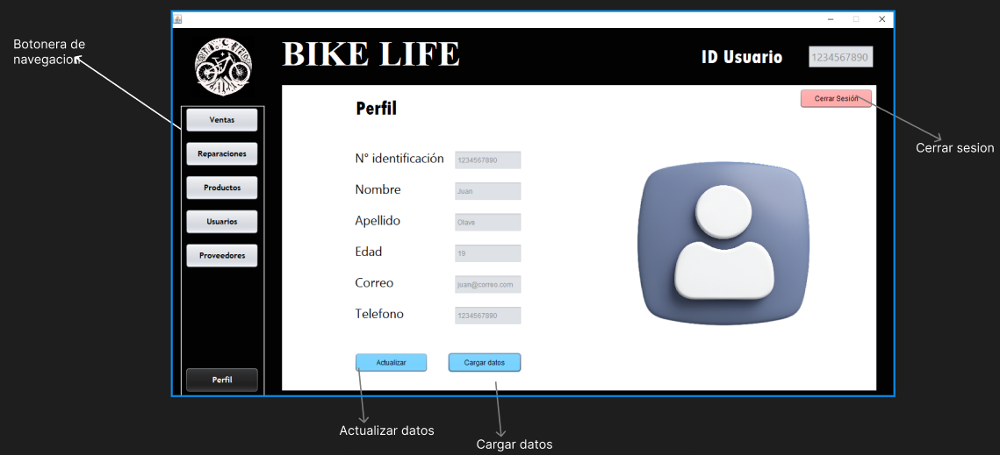 Botonera de
navegacion
BIKE LIFE
ID Usuario
1234567890
Cerrar Sesión
Cerrar sesion
Ventas
Reparaciones
Productos
Usuarios
Proveedores
Perfil
Perfil
N° identificación
1234567890
Nombre
Juan
Apellido
Olave
Edad
19
Correo
juan@correo.com
Telefono
1234567890
Actualizar
Cargar datos
Actualizar datos
Cargar datos